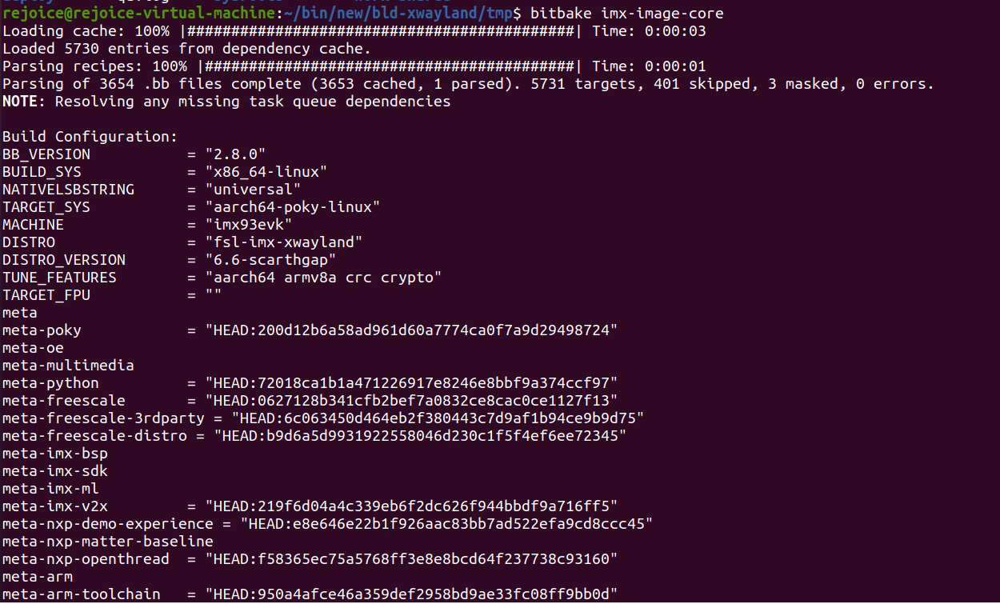 rejoice@rejoice-virtual-machine:~/bin/new/bld-xwayland/tmp$ bitbake imx-image-core
Loading cache: 100% |############################################| Time: 0:00:03
Loaded 5730 entries from dependency cache.
Parsing recipes: 100% |##########################################| Time: 0:00:01
Parsing of 3654 .bb files complete (3653 cached, 1 parsed). 5731 targets, 401 skipped, 3 masked, 0 errors.
NOTE: Resolving any missing task queue dependencies
Build Configuration:
BB_VERSION           = "2.8.0"
BUILD_SYS            = "x86_64-linux"
NATIVELSBSTRING      = "universal"
TARGET_SYS           = "aarch64-poky-linux"
MACHINE              = "imx93evk"
DISTRO               = "fsl-imx-xwayland"
DISTRO_VERSION       = "6.6-scarthgap"
TUNE_FEATURES        = "aarch64 armv8a crc crypto"
TARGET_FPU           = ""
meta
meta-poky            = "HEAD:200d12b6a58ad961d60a7774ca0f7a9d29498724"
meta-oe
meta-multimedia
meta-python          = "HEAD:72018ca1b1a471226917e8246e8bbf9a374ccf97"
meta-freescale       = "HEAD:0627128b341cfb2bef7a0832ce8cac0ce1127f13"
meta-freescale-3rdparty = "HEAD:6c063450d464eb2f380443c7d9af1b94ce9b9d75"
meta-freescale-distro = "HEAD:b9d6a5d9931922558046d230c1f5f4ef6ee72345"
meta-imx-bsp
meta-imx-sdk
meta-imx-ml
meta-imx-v2x         = "HEAD:219f6d04a4c339eb6f2dc626f944bbdf9a716ff5"
meta-nxp-demo-experience = "HEAD:e8e646e22b1f926aac83bb7ad522efa9cd8ccc45"
meta-nxp-matter-baseline
meta-nxp-openthread  = "HEAD:f58365ec75a5768ff3e8e8bcd64f237738c93160"
meta-arm
meta-arm-toolchain   = "HEAD:950a4afce46a359def2958bd9ae33fc08ff9bb0d"